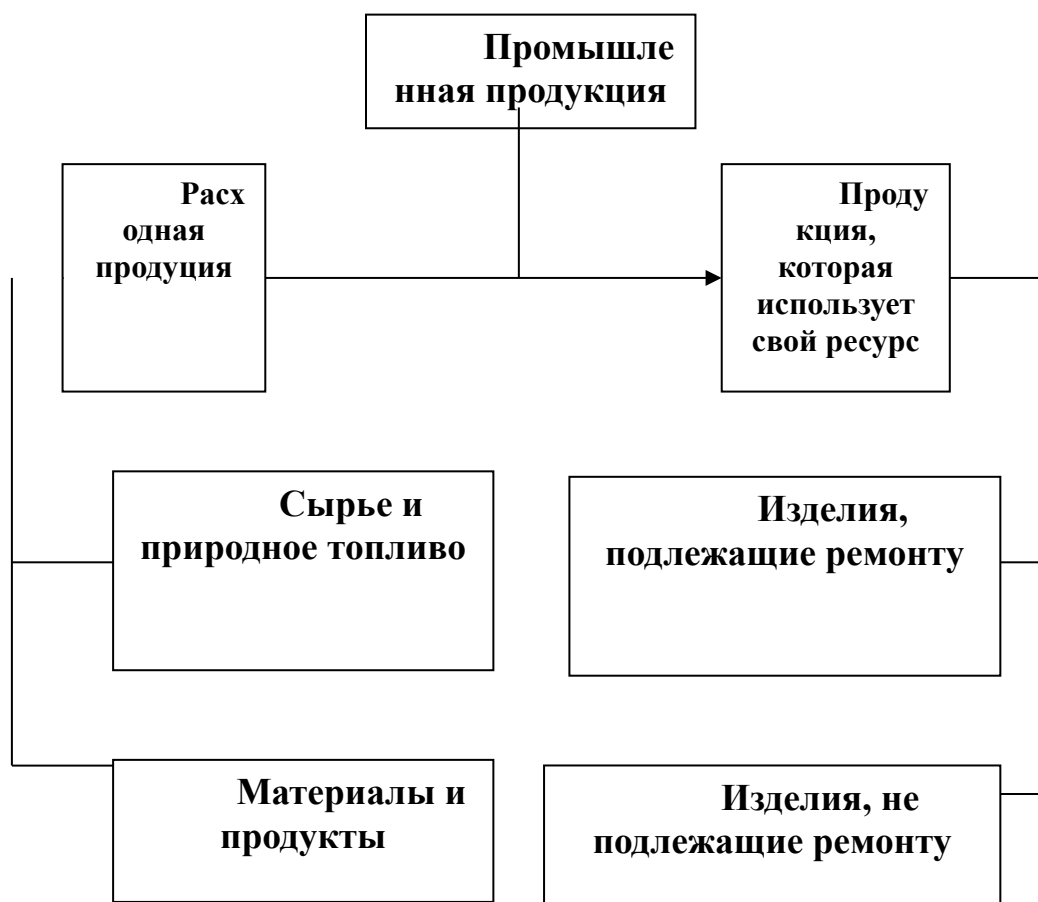 Промышле
нная продукция
Расх
одная
продуция
Проду
кция,
которая
использует
свой ресурс
Сырье и
природное топливо
Изделия,
подлежащие ремонту
Материалы и
продукты
Изделия, не
подлежащие ремонту